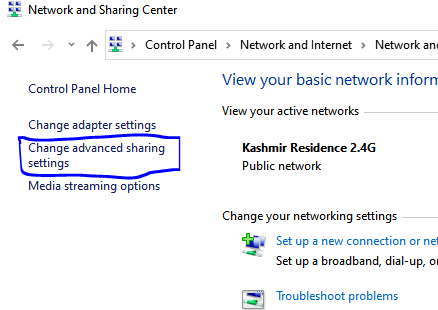 Network and Sharing Center
Control Panel > Network and Internet > Network and
Control Panel Home
View your basic network inform
View your active networks
Change adapter settings
Change advanced sharing
settings
Kashmir Residence 2.4G
Public network
Media streaming options
Change your networking settings
Set up a new connection or net
Set up a broadband, dial-up, or
Troubleshoot problems